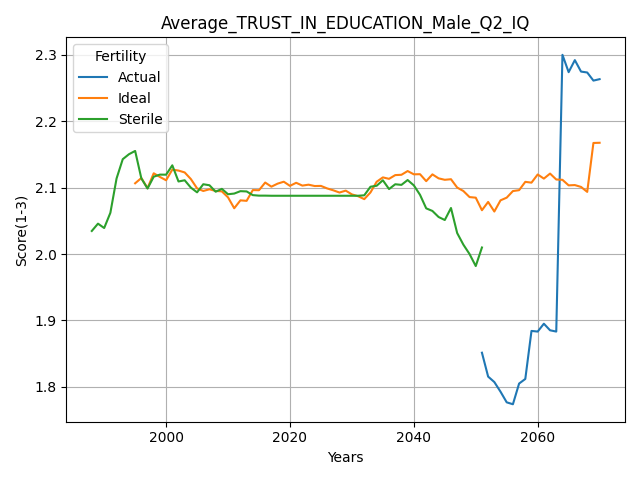 Average_TRUST_IN_EDUCATION_Male_Q2_IQ
Fertility
Actual
Ideal
Sterile
Score(1-3)
2.3
2.2
2.1
2.0
1.9
1.8
2000
2020
2040
2060
Years